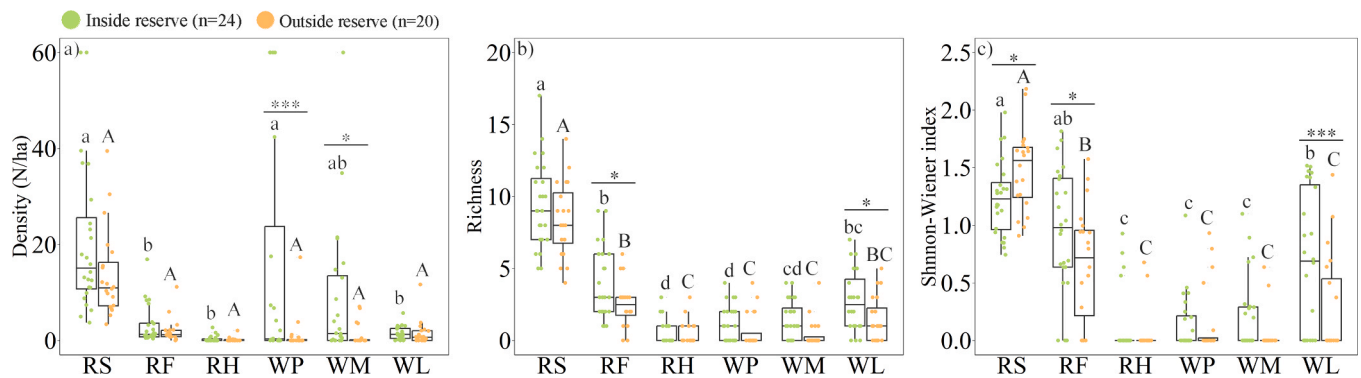 Inside reserve (n=24) Outside reserve (n=20)
a)
Density (N/ha)
60
40
20
0
a A
b A
b A
***
a A
*
ab A
b A
RS RF RH WP WM WL
b)
Richness
20
15
10
5
0
a A
*
b B
d C
d C
cd C
*
bc BC
RS RF RH WP WM WL
c)
Shnnon-Wiener index
2.5
2.0
1.5
1.0
0.5
0.0
*
a A
*
ab B
c C
c C
c C
***
b C
RS RF RH WP WM WL